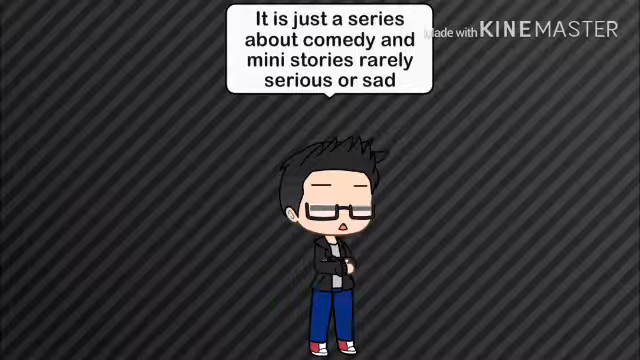 It is just a series
about comedy and
mini stories rarely
serious or sad
Made with KINEMASTER